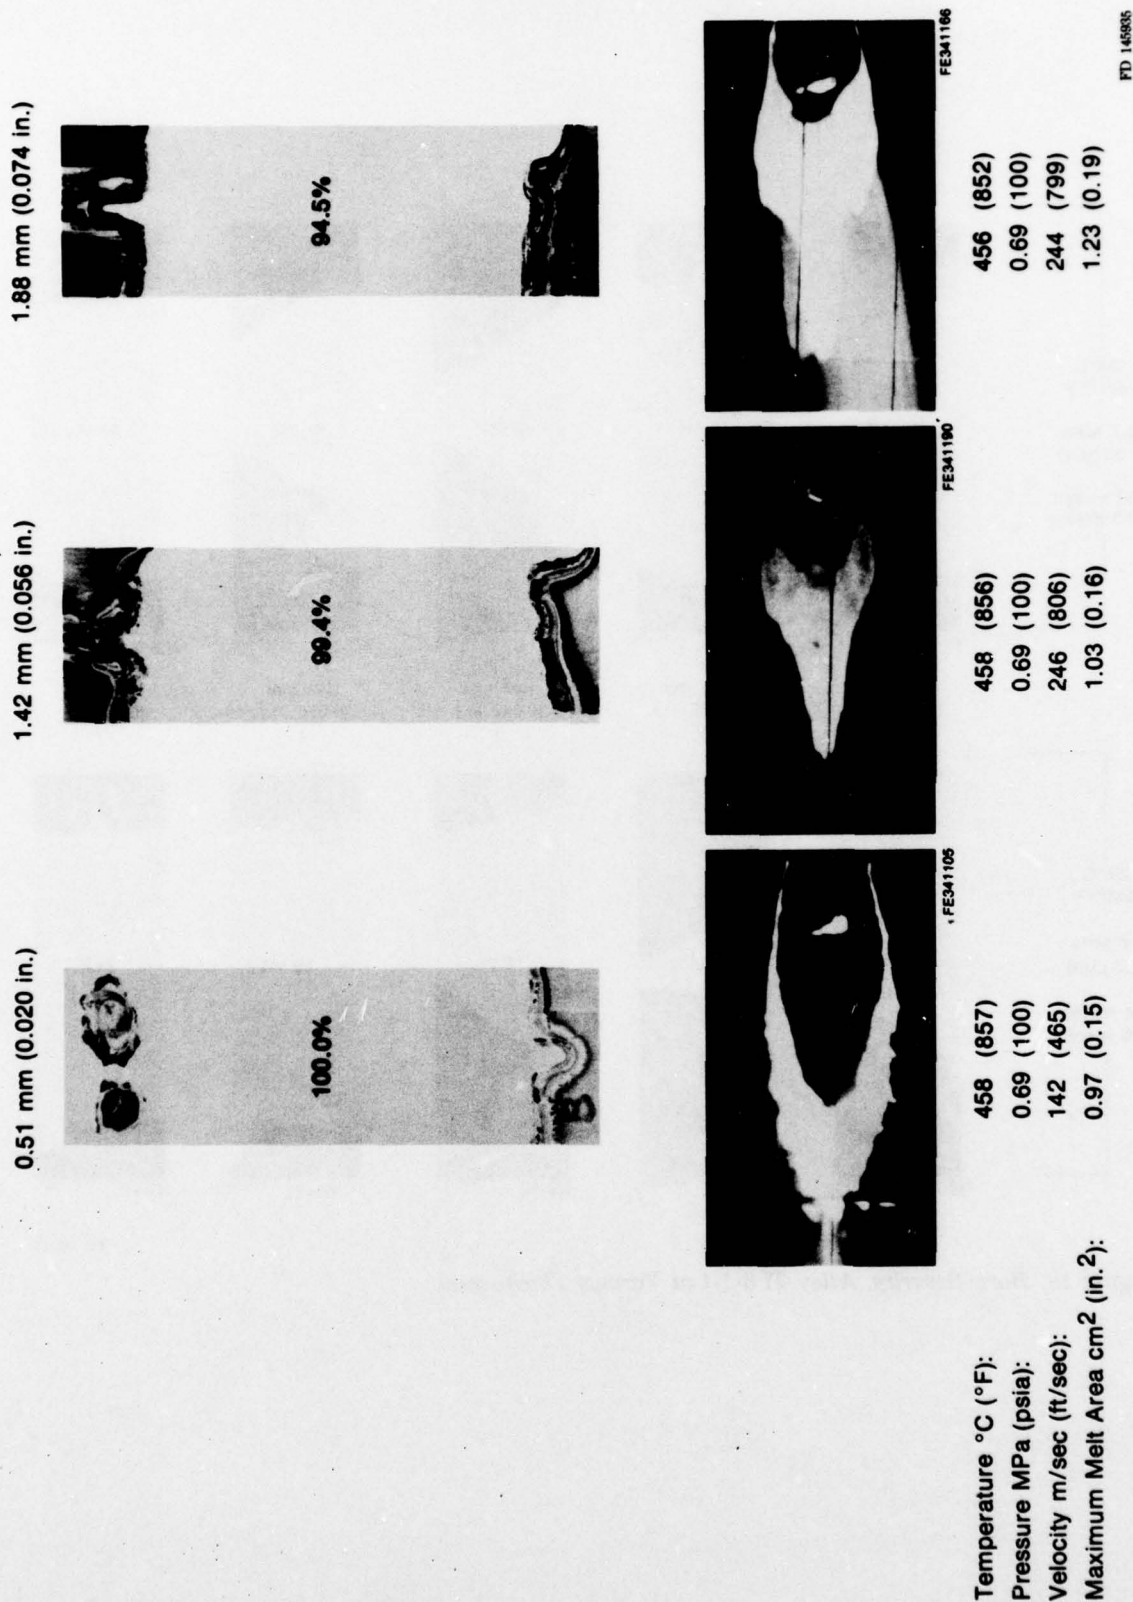 0.51 mm (0.020 in.) 1.42 mm (0.056 in.) 1.88 mm (0.074 in.)
100.0% 99.4% 94.5%
FE341105 FE341190 FE341166
Temperature °C (°F): 458 (857) 458 (856) 456 (852)
Pressure MPa (psia): 0.69 (100) 0.69 (100) 0.69 (100)
Velocity m/sec (ft/sec): 142 (465) 246 (806) 244 (799)
Maximum Melt Area cm² (in.²): 0.97 (0.15) 1.03 (0.16) 1.23 (0.19)
FD 145935